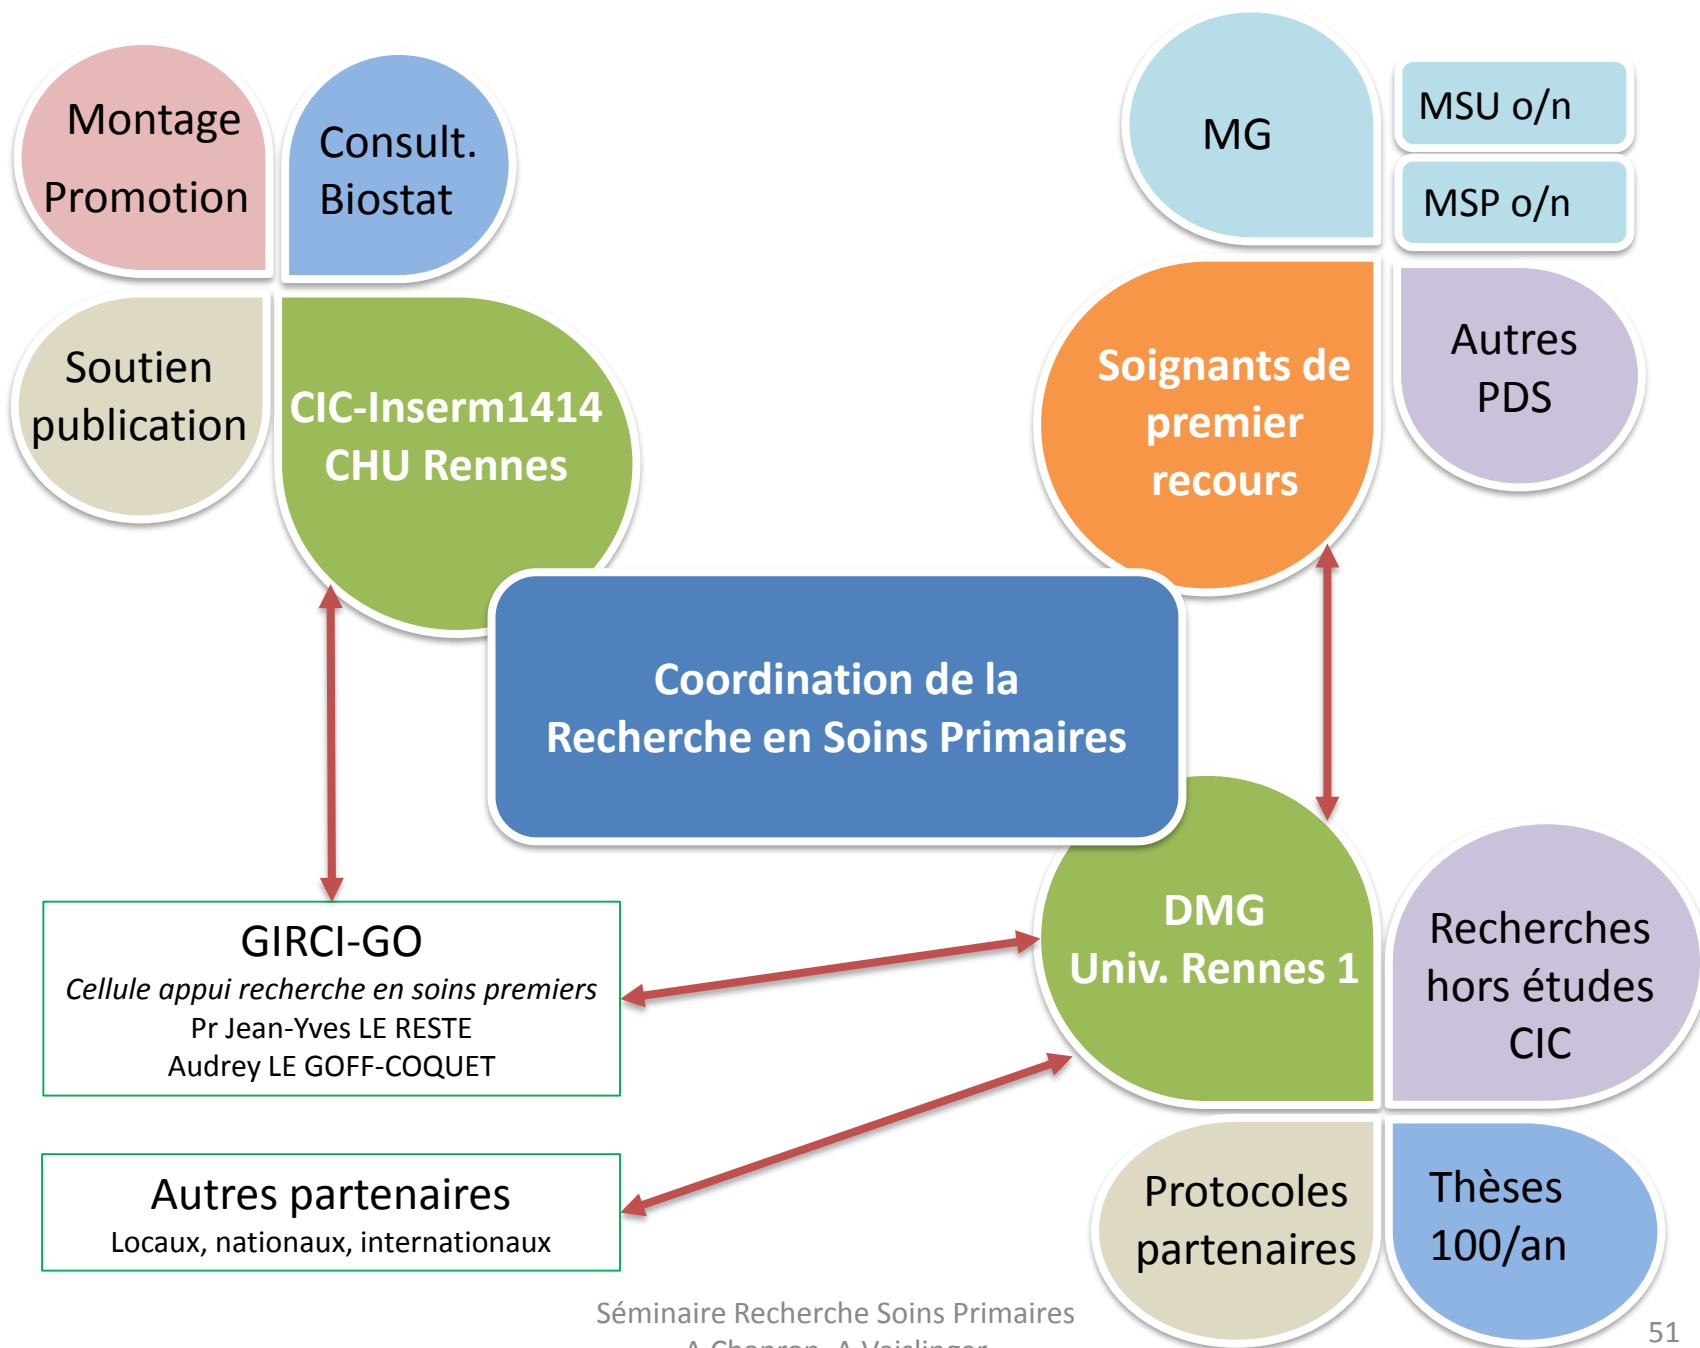 Montage
Promotion
Consult.
Biostat
MG
MSU o/n
MSP o/n
Soutien
publication
CIC-Inserm1414
CHU Rennes
Soignants de
premier
recours
Autres
PDS
Coordination de la
Recherche en Soins Primaires
GIRCI-GO
Cellule appui recherche en soins premiers
Pr Jean-Yves LE RESTE
Audrey LE GOFF-COQUET
DMG
Univ. Rennes 1
Recherches
hors études
CIC
Autres partenaires
Locaux, nationaux, internationaux
Protocoles
partenaires
Thèses
100/an
Séminaire Recherche Soins Primaires
51